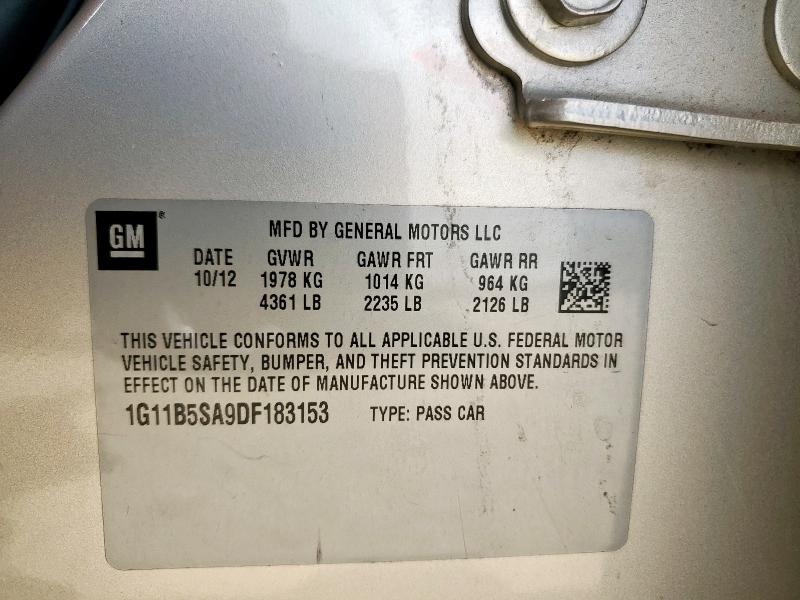 GM®
MFD BY GENERAL MOTORS LLC
DATE GVWR GAWR FRT GAWR RR
10/12 1978 KG 1014 KG 964 KG
4361 LB 2235 LB 2126 LB
THIS VEHICLE CONFORMS TO ALL APPLICABLE U.S. FEDERAL MOTOR
VEHICLE SAFETY, BUMPER, AND THEFT PREVENTION STANDARDS IN
EFFECT ON THE DATE OF MANUFACTURE SHOWN ABOVE.
1G11B5SA9DF183153 TYPE: PASS CAR